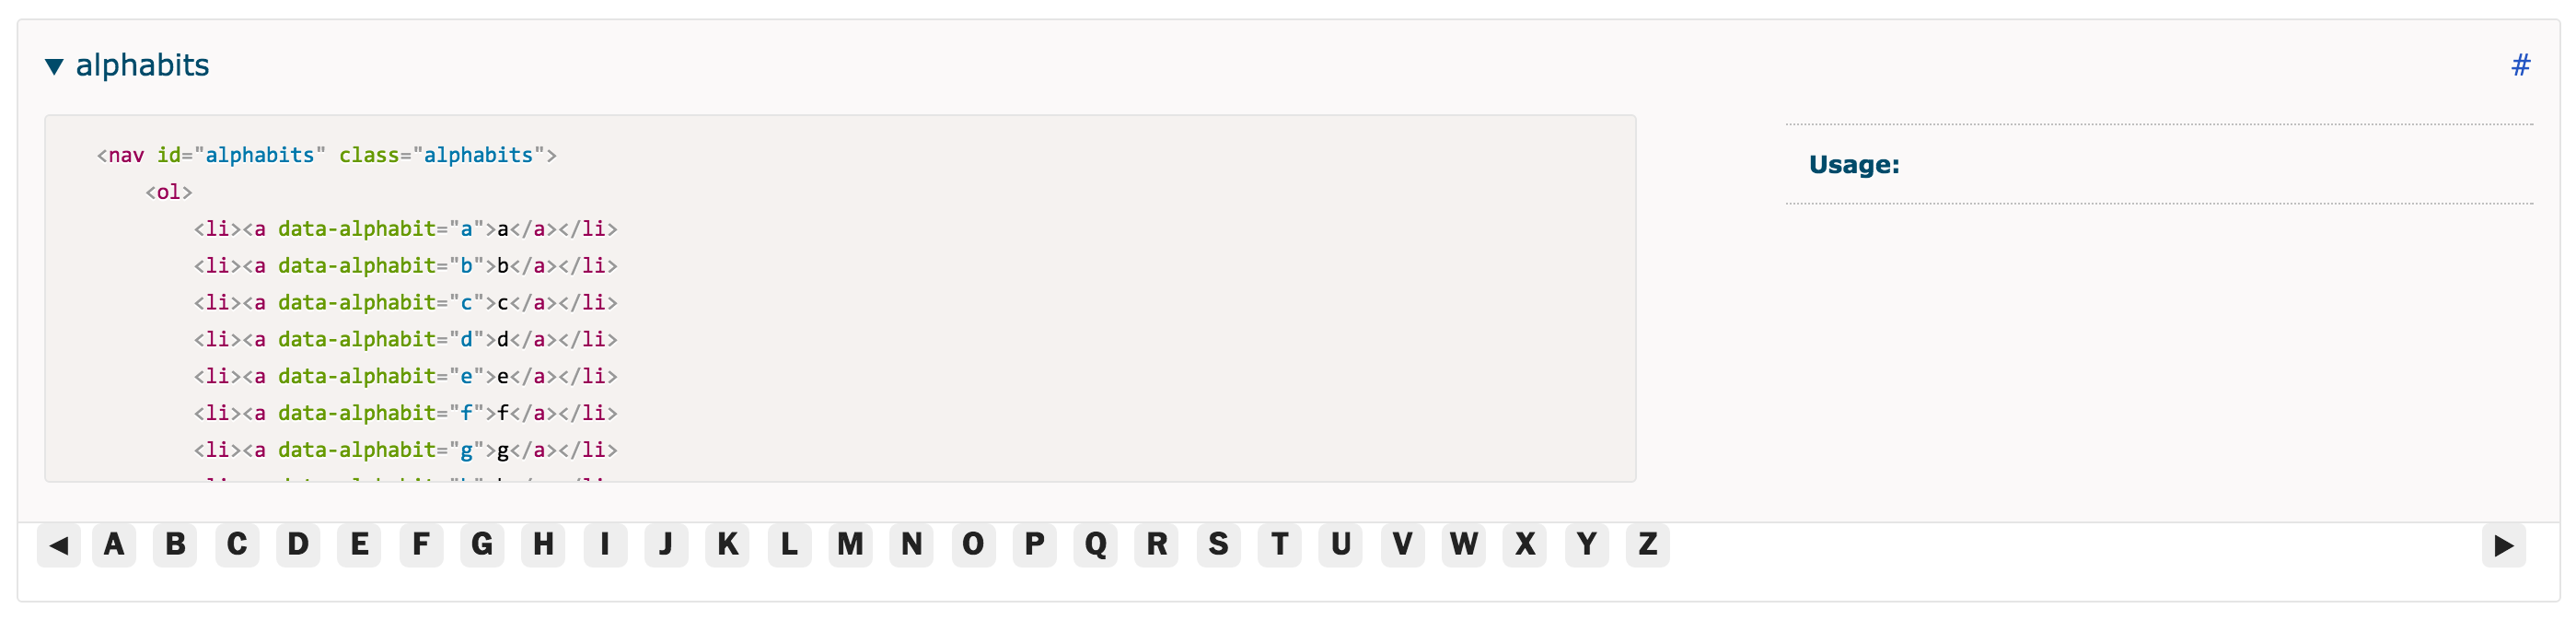 ▼ alphabits #
<nav id="alphabits" class="alphabits">
<ol>
<li><a data-alphabit="a">a</a></li>
<li><a data-alphabit="b">b</a></li>
<li><a data-alphabit="c">c</a></li>
<li><a data-alphabit="d">d</a></li>
<li><a data-alphabit="e">e</a></li>
<li><a data-alphabit="f">f</a></li>
<li><a data-alphabit="g">g</a></li>
Usage:
◀ A B C D E F G H I J K L M N O P Q R S T U V W X Y Z ▶